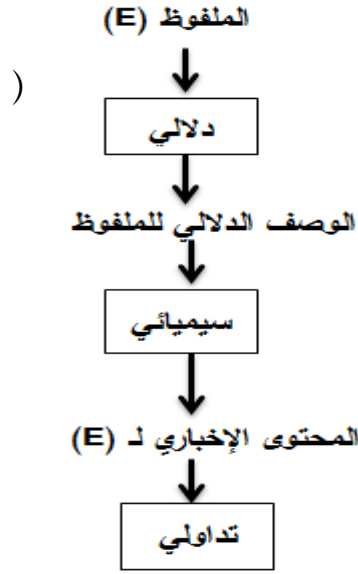 الملفوظ (E)
(
دلالي
الوصف الدلالي للملفوظ
سيميائي
المحتوى الإخباري لـ (E)
تداولي